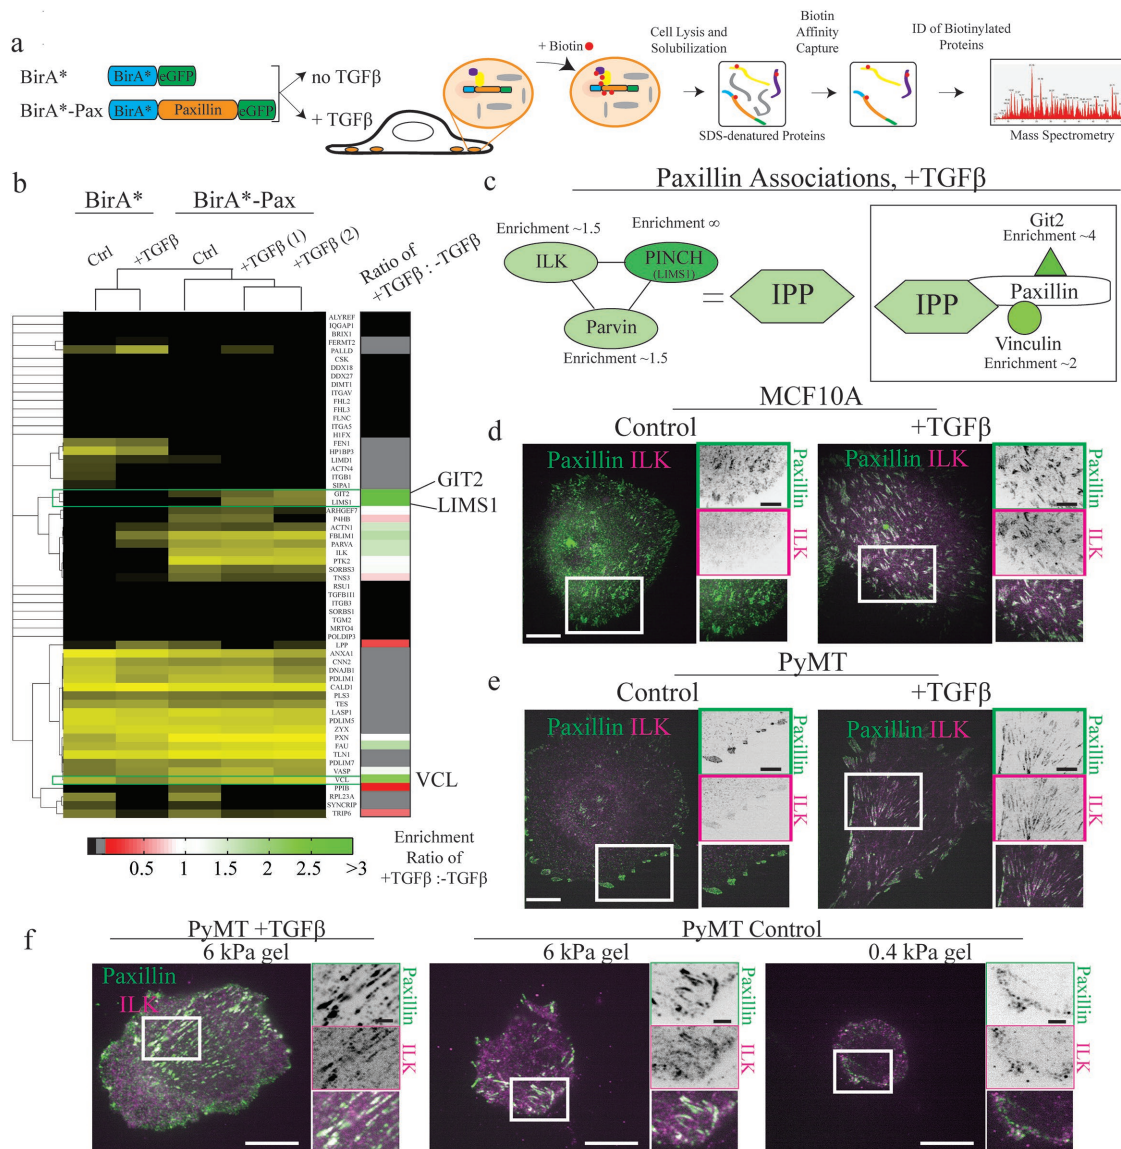 a
BirA*
BirA*
eGFP
BirA*-Pax
BirA*
Paxillin
eGFP
no TGFβ
+ TGFβ
+ Biotin
Cell Lysis and
Solubilization
SDS-denatured Proteins
Biotin
Affinity
Capture
ID of Biotinylated
Proteins
Mass Spectrometry
b
BirA*
BirA*-Pax
Ctrl
+TGFβ
Ctrl
+TGFβ (1)
+TGFβ (2)
Ratio of
+TGFβ : -TGFβ
ALYREF
IQGAP1
BRIX1
FERMT2
PALLD
CSK
DDX18
DDX27
DIMT1
ITGAV
FHL2
FHL3
FLNC
ITGA5
H1FX
FEN1
HP1BP3
LIMD1
ACTN4
ITGB1
SIPA1
GIT2
LIMS1
ARHGEF7
P4HB
ACTN1
FBLIM1
PARVA
ILK
PTK2
SORBS3
TNS3
RSU1
TGFB1I1
ITGB3
SORBS1
TGM2
MRTO4
POLDIP3
LPP
ANXA1
CNN2
DNAJB1
PDLIM1
CALD1
PLS3
TES
LASP1
PDLIM5
ZYX
PXN
FAU
TLN1
PDLIM7
VASP
VCL
PPIB
RPL23A
SYNCRIP
TRIP6
GIT2
LIMS1
VCL
0.5
1
1.5
2
2.5
>3
Enrichment
Ratio of
+TGFβ :-TGFβ
c
Paxillin Associations, +TGFβ
Enrichment ~1.5
Enrichment ∞
ILK
PINCH
(LIMS1)
Parvin
Enrichment ~1.5
=
IPP
Git2
Enrichment ~4
IPP
Paxillin
Vinculin
Enrichment ~2
MCF10A
d
Control
+TGFβ
Paxillin ILK
Paxillin
ILK
Paxillin ILK
Paxillin
ILK
PyMT
e
Control
+TGFβ
Paxillin ILK
Paxillin
ILK
Paxillin ILK
Paxillin
ILK
f
PyMT +TGFβ
6 kPa gel
PyMT Control
6 kPa gel
0.4 kPa gel
Paxillin
ILK
Paxillin
ILK
Paxillin
ILK
Paxillin
ILK